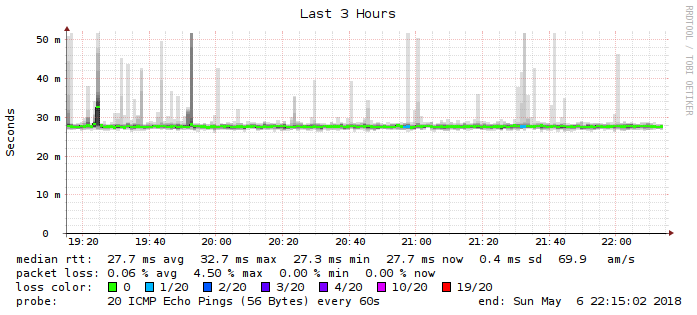 Last 3 Hours
RRDTOOL / TOBI OETIKER
Seconds
50 m
40 m
30 m
20 m
10 m
0
19:20 19:40 20:00 20:20 20:40 21:00 21:20 21:40 22:00
median rtt: 27.7 ms avg 32.7 ms max 27.3 ms min 27.7 ms now 0.4 ms sd 69.9 am/s
packet loss: 0.06 % avg 4.50 % max 0.00 % min 0.00 % now
loss color: 0 1/20 2/20 3/20 4/20 10/20 19/20
probe: 20 ICMP Echo Pings (56 Bytes) every 60s end: Sun May 6 22:15:02 2018